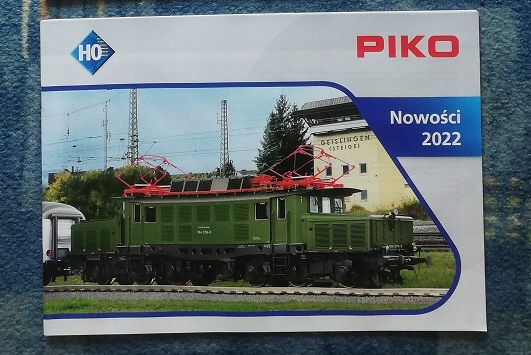 H0
PIKO
Nowości
2022
GEISLINGEN
(STEIGE)